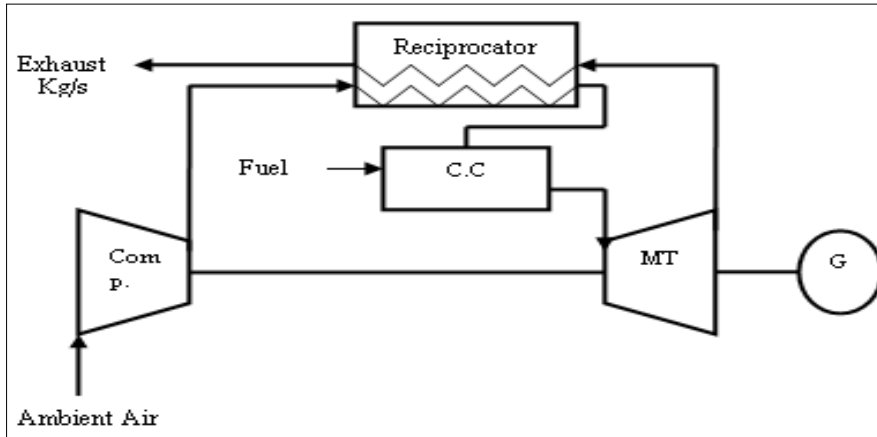 Reciprocator
Exhaust
Kg/s
Fuel
C.C
Com
p.
MT
G
Ambient Air